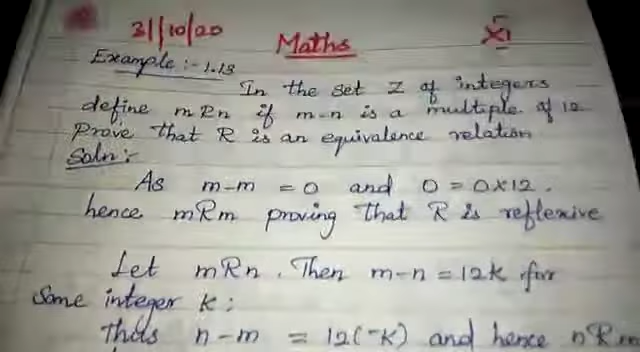 31/10/20
Maths
XI
Example :- 1.13
In the set Z of integers
define mRn if m-n is a multiple of 12
Prove that R is an equivalence relation
Soln:-
As m-m = 0 and 0 = 0×12.
hence mRm proving that R is reflexive
Let mRn. Then m-n = 12k for
Some integer k;
Thus n-m = 12(-k) and hence nRm